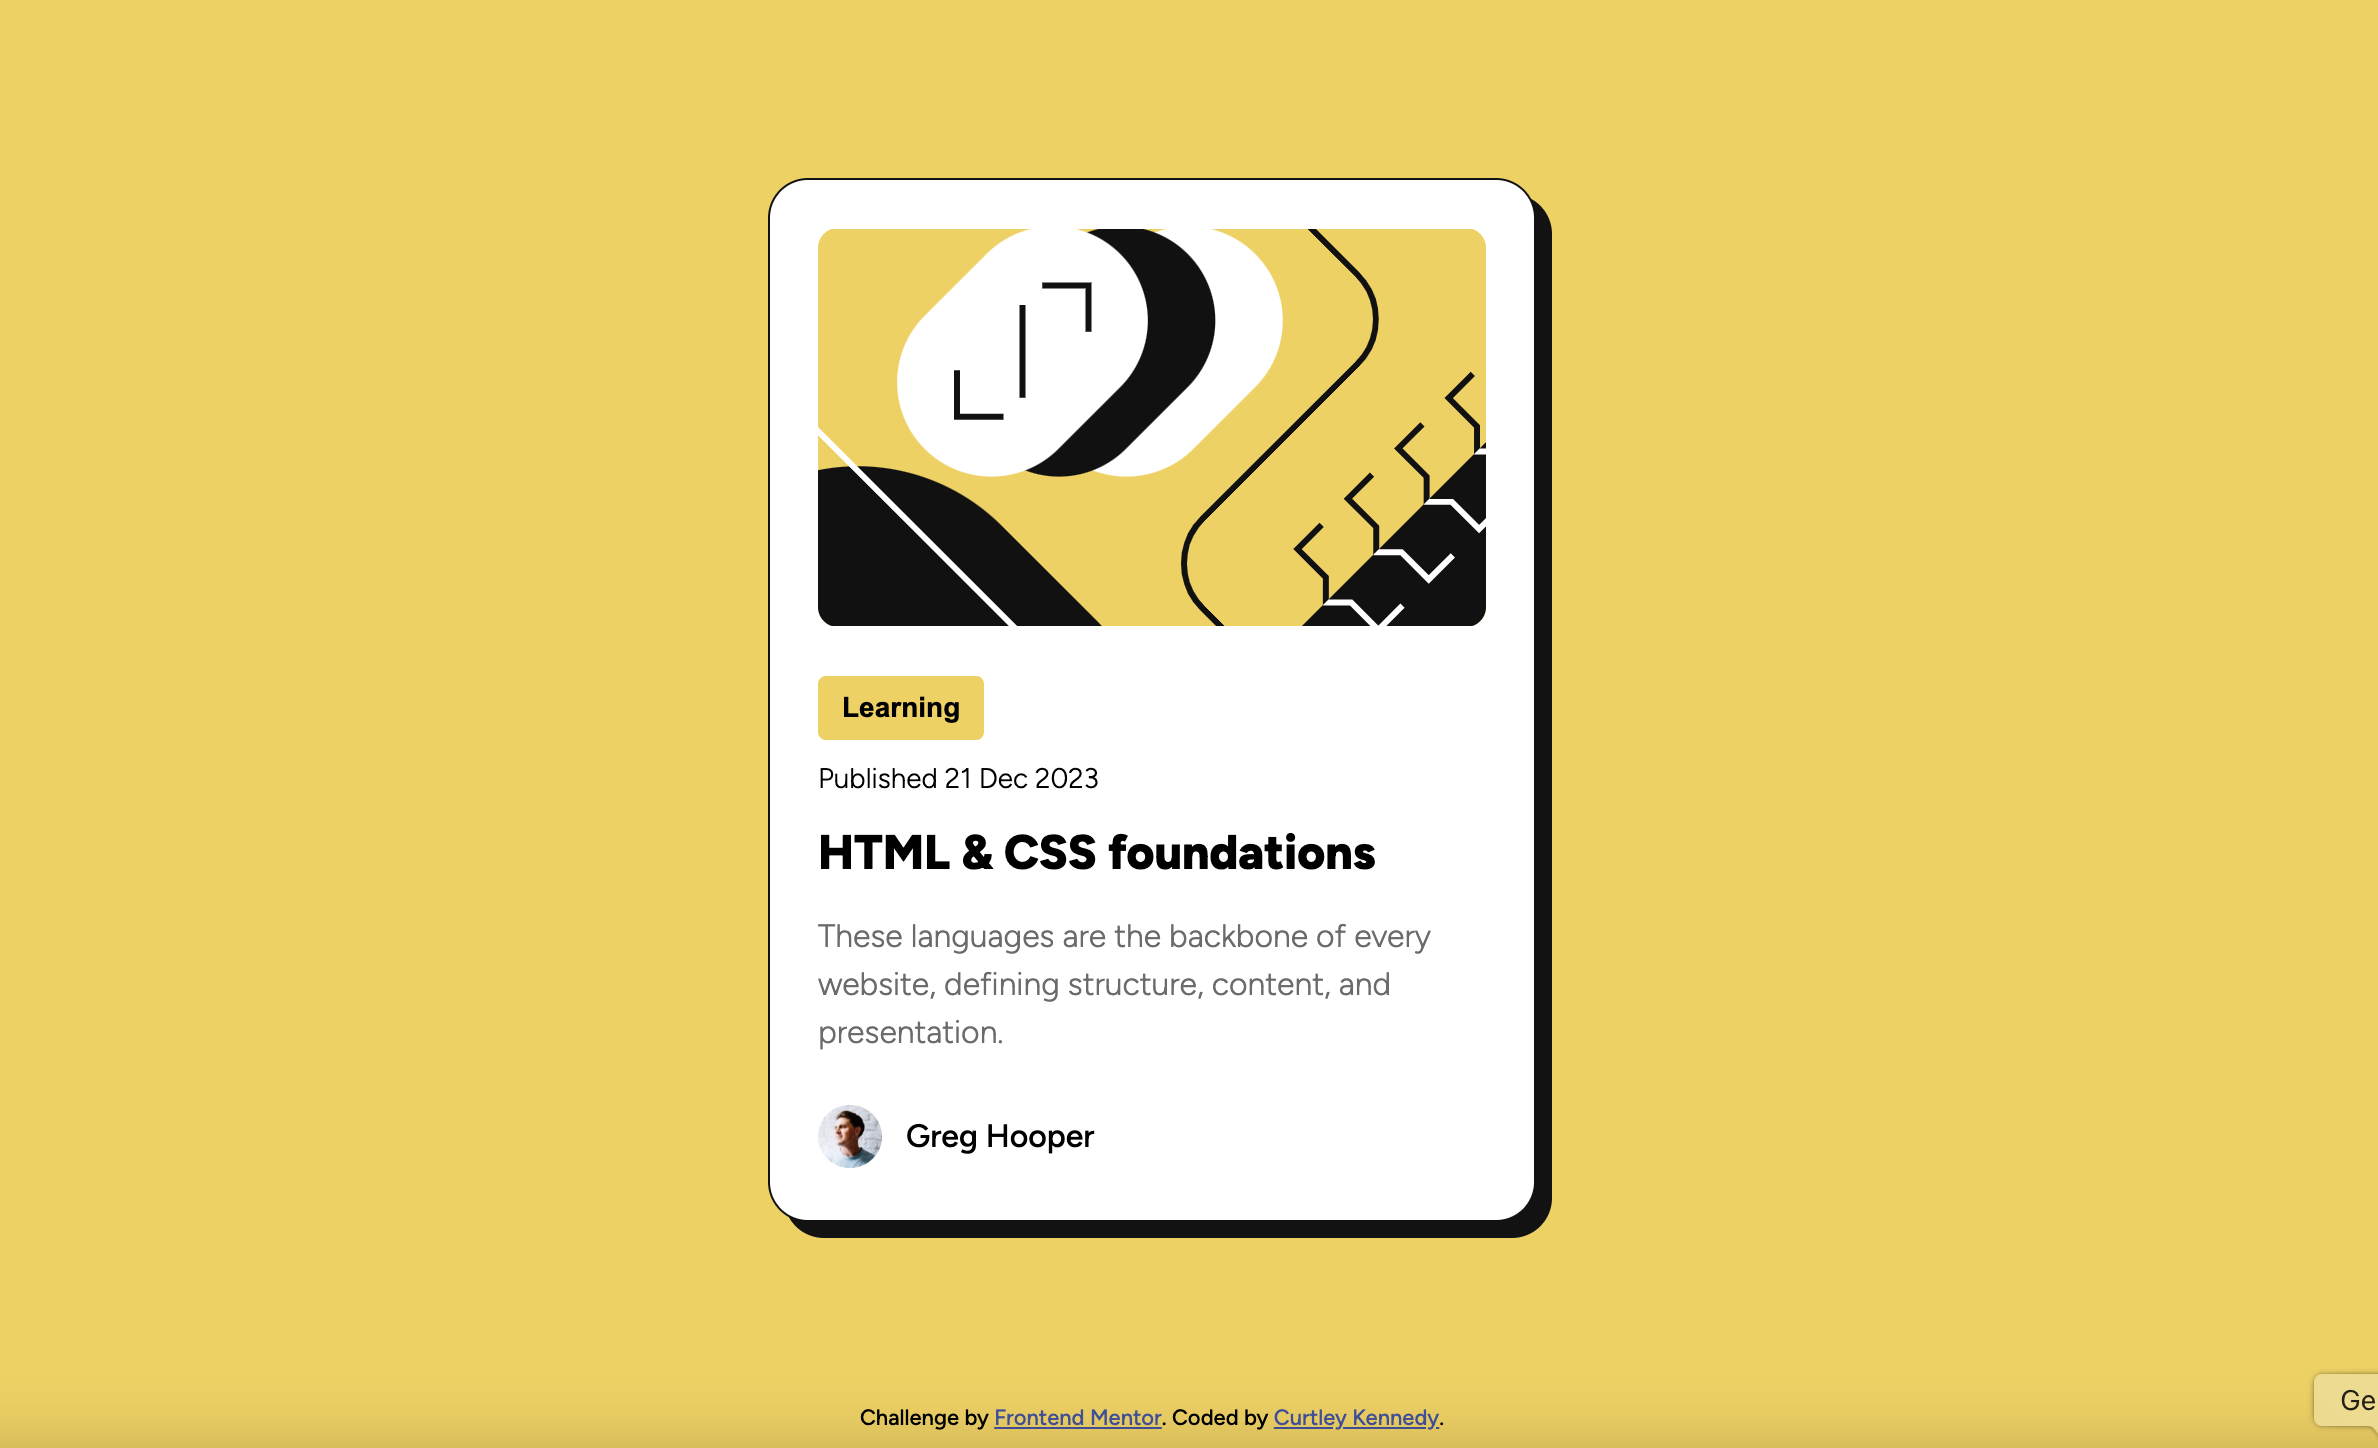 Learning
Published 21 Dec 2023
HTML & CSS foundations
These languages are the backbone of every
website, defining structure, content, and
presentation.
Greg Hooper
Challenge by Frontend Mentor. Coded by Curtley Kennedy.
Ge